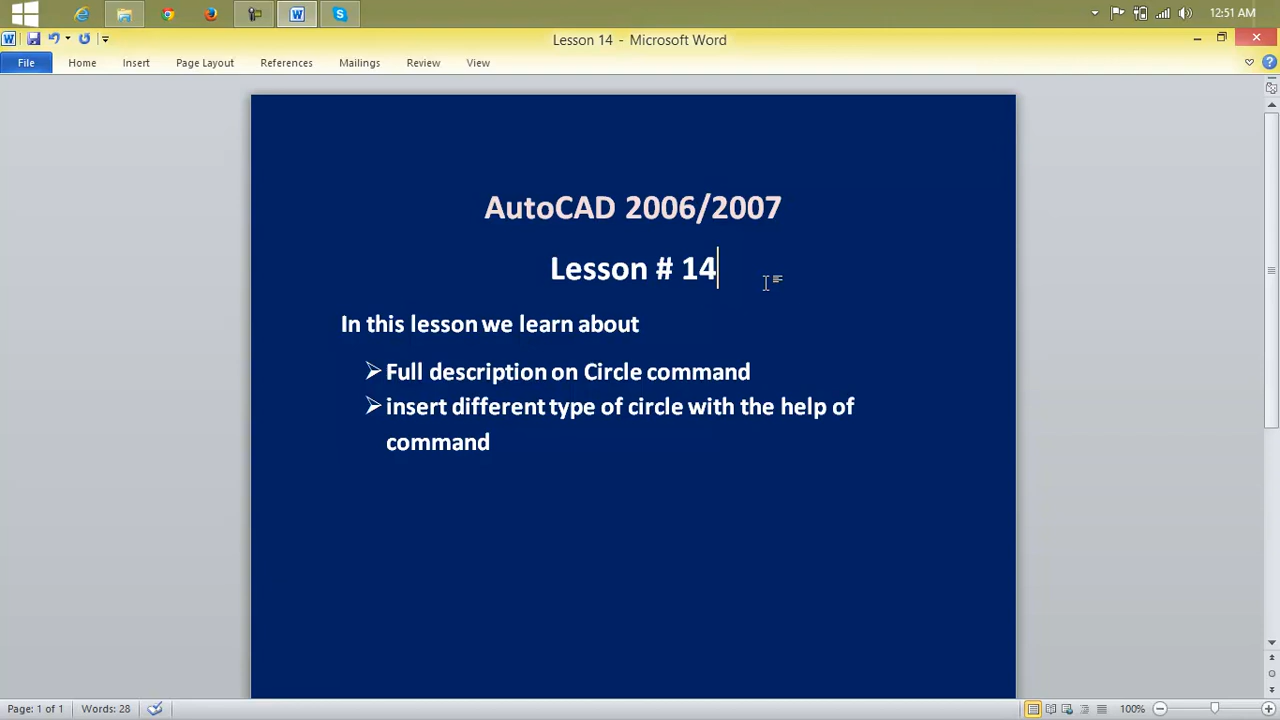 12:51 AM
Lesson 14 - Microsoft Word
File Home Insert Page Layout References Mailings Review View
AutoCAD 2006/2007
Lesson # 14
In this lesson we learn about
Full description on Circle command
insert different type of circle with the help of
command
Page: 1 of 1 Words: 28 100%